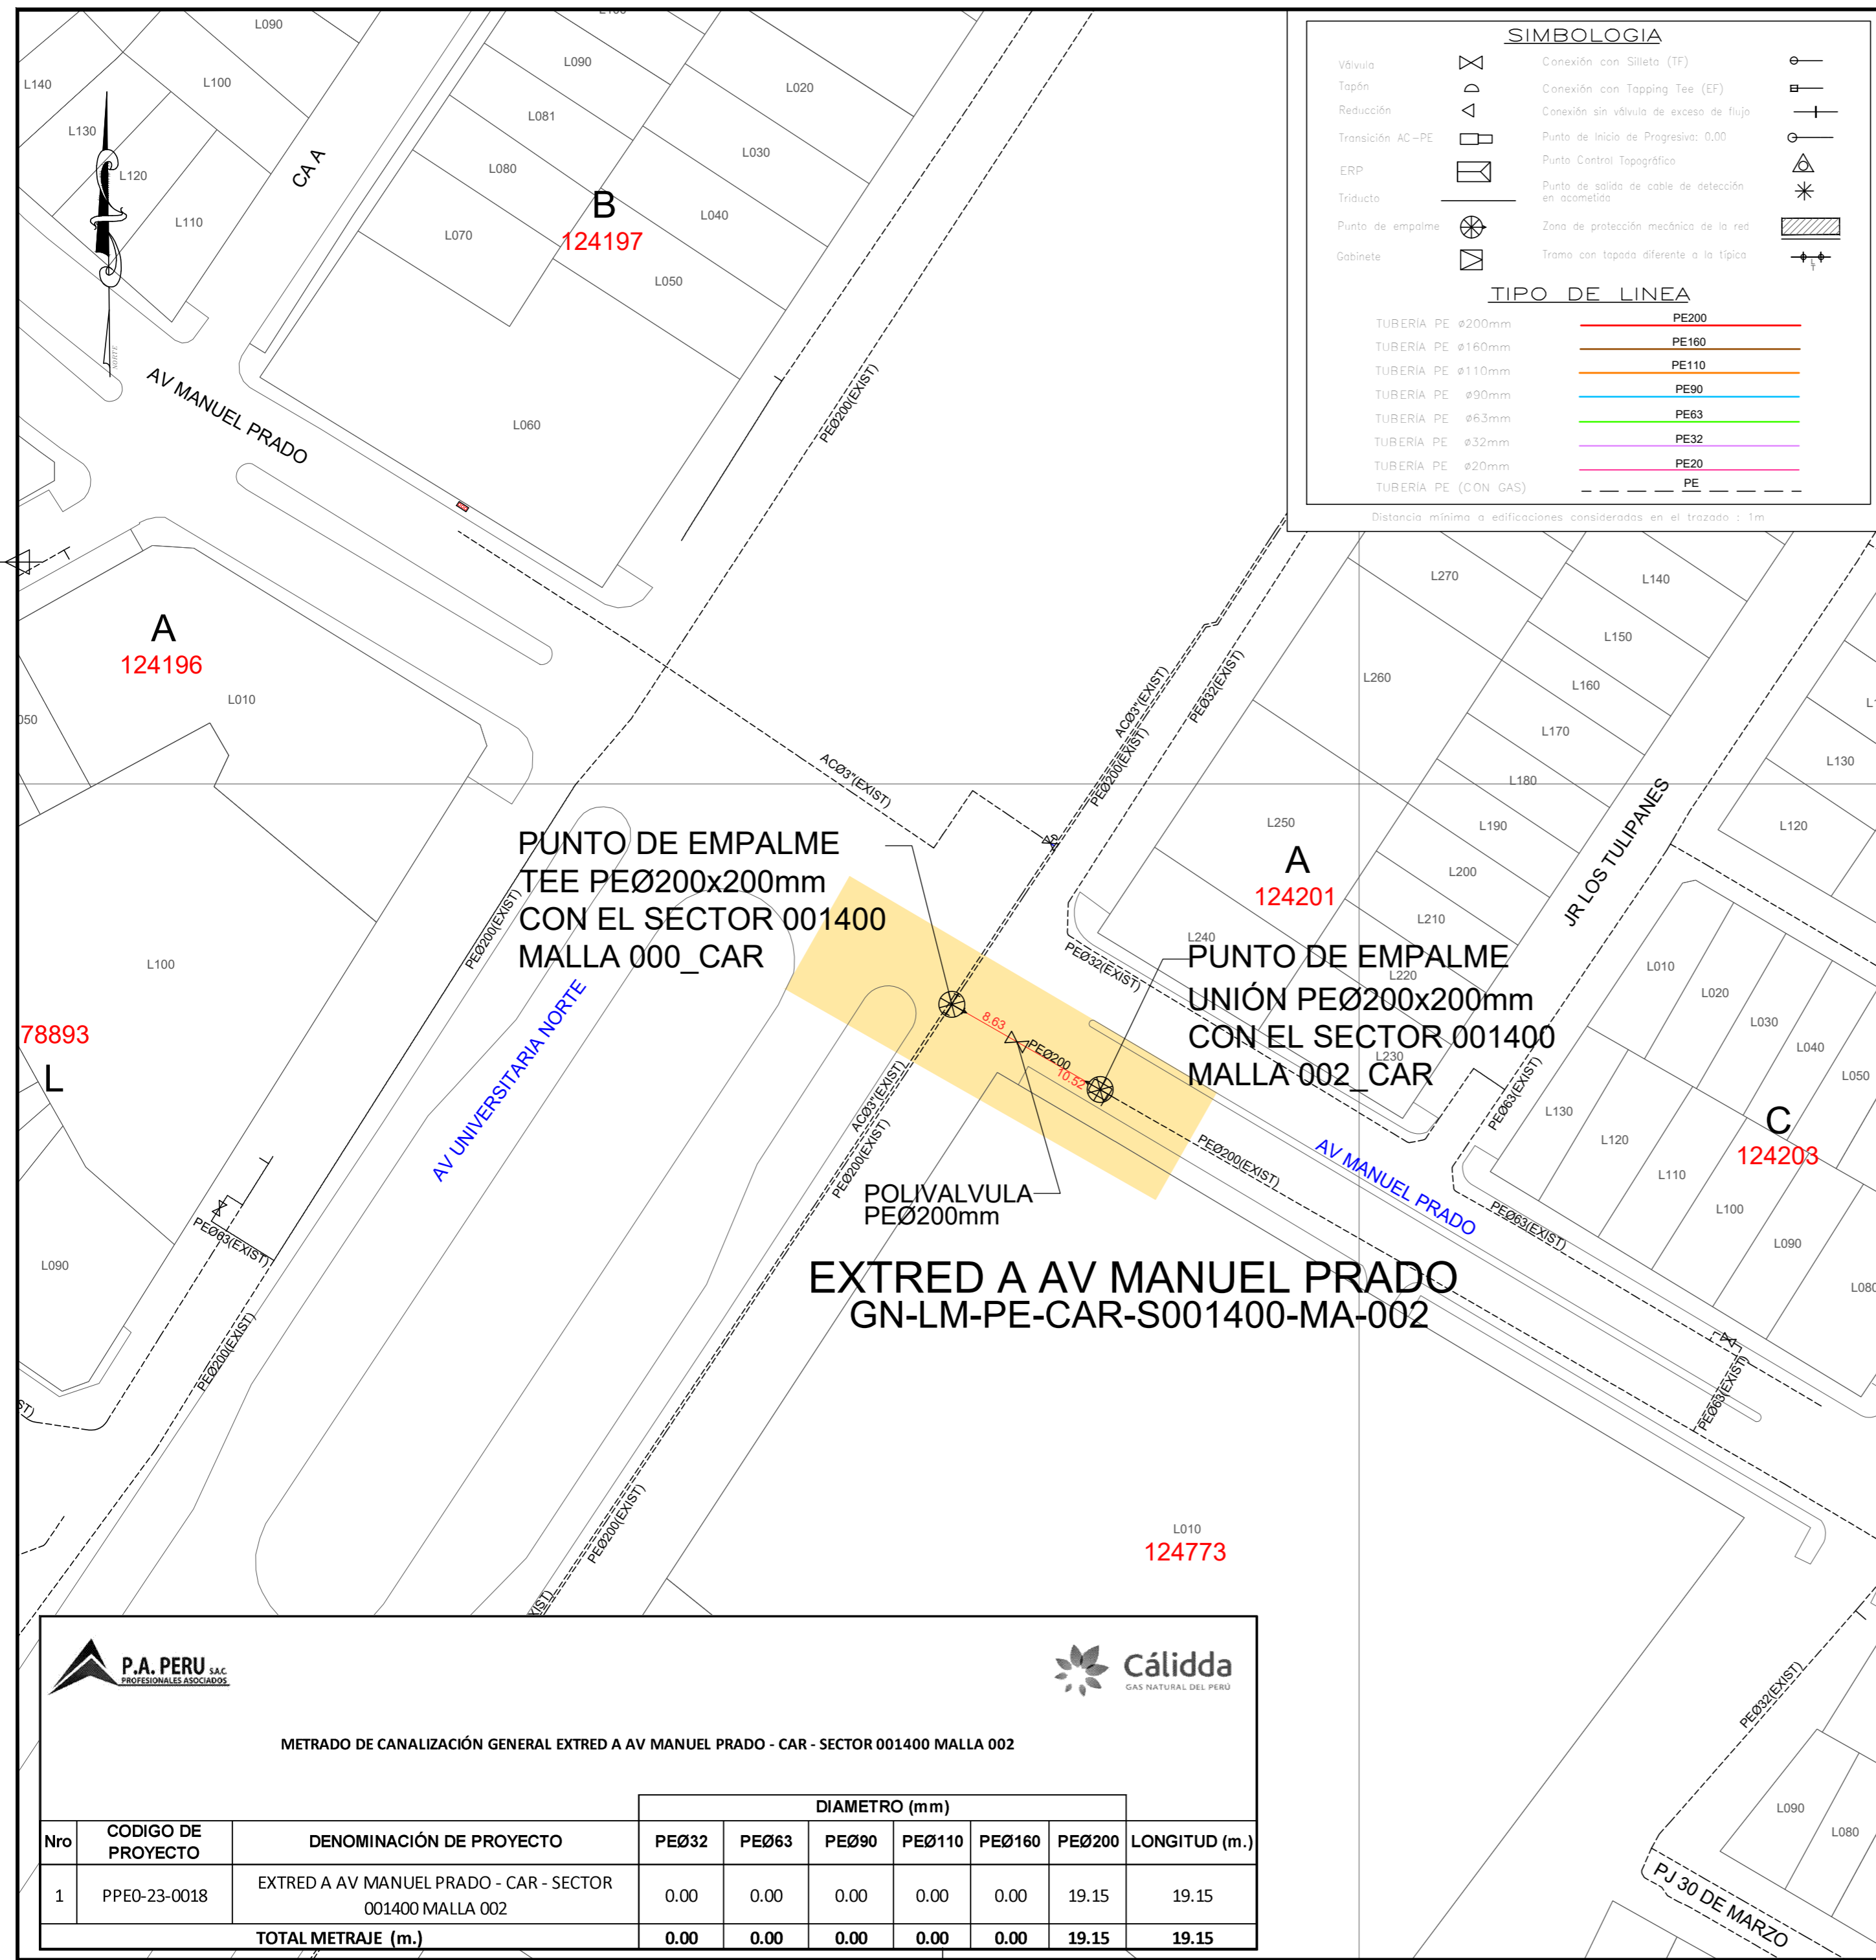 SIMBOLOGIA
Válvula
Conexión con Silleta (TF)
Tapón
Conexión con Tapping Tee (EF)
Reducción
Conexión sin válvula de exceso de flujo
Transición AC-PE
Punto de Inicio de Progresiva: 0.00
ERP
Punto Control Topográfico
Triducto
Punto de salida de cable de detección
en acometida
Punto de empalme
Zona de protección mecánica de la red
Gabinete
Tramo con tapada diferente a la típica
TIPO DE LINEA
TUBERÍA PE Ø200mm PE200
TUBERÍA PE Ø160mm PE160
TUBERÍA PE Ø110mm PE110
TUBERÍA PE Ø90mm PE90
TUBERÍA PE Ø63mm PE63
TUBERÍA PE Ø32mm PE32
TUBERÍA PE Ø20mm PE20
TUBERÍA PE (CON GAS) PE
Distancia mínima a edificaciones consideradas en el trazado : 1m
L090
L140
L100
L130
L120
L110
CA A
NORTE
AV MANUEL PRADO
L090
L081
L080
L070
L020
L030
L040
L050
L060
B
124197
PEØ200(EXIST)
A
124196
L010
L100
78893
L
L090
ACØ3"(EXIST)
PEØ200(EXIST)
ACØ3"(EXIST)
PEØ200(EXIST)
PEØ32(EXIST)
L270
L260
L250
L240
L140
L150
L160
L170
L180
L190
L200
L210
L220
L230
A
124201
JR LOS TULIPANES
L130
L120
PUNTO DE EMPALME
TEE PEØ200x200mm
CON EL SECTOR 001400
MALLA 000_CAR
PUNTO DE EMPALME
UNIÓN PEØ200x200mm
CON EL SECTOR 001400
MALLA 002_CAR
PEØ32(EXIST)
8.63
PEØ200
10.52
AV UNIVERSITARIA NORTE
ACØ3"(EXIST)
PEØ200(EXIST)
POLIVALVULA
PEØ200mm
PEØ200(EXIST)
AV MANUEL PRADO
PEØ63(EXIST)
PEØ63(EXIST)
L010
L020
L030
L040
L050
L130
L120
L110
L100
L090
L080
C
124203
EXTRED A AV MANUEL PRADO
GN-LM-PE-CAR-S001400-MA-002
PEØ63(EXIST)
PEØ200(EXIST)
PEØ63(EXIST)
PEØ200(EXIST)
L010
124773
PEØ32(EXIST)
L090
L080
PJ 30 DE MARZO
P.A. PERU S.A.C.
PROFESIONALES ASOCIADOS
Cálidda
GAS NATURAL DEL PERÚ
METRADO DE CANALIZACIÓN GENERAL EXTRED A AV MANUEL PRADO - CAR - SECTOR 001400 MALLA 002
DIAMETRO (mm)
Nro CODIGO DE PROYECTO DENOMINACIÓN DE PROYECTO PEØ32 PEØ63 PEØ90 PEØ110 PEØ160 PEØ200 LONGITUD (m.)
1 PPE0-23-0018 EXTRED A AV MANUEL PRADO - CAR - SECTOR 001400 MALLA 002 0.00 0.00 0.00 0.00 0.00 19.15 19.15
TOTAL METRAJE (m.) 0.00 0.00 0.00 0.00 0.00 19.15 19.15